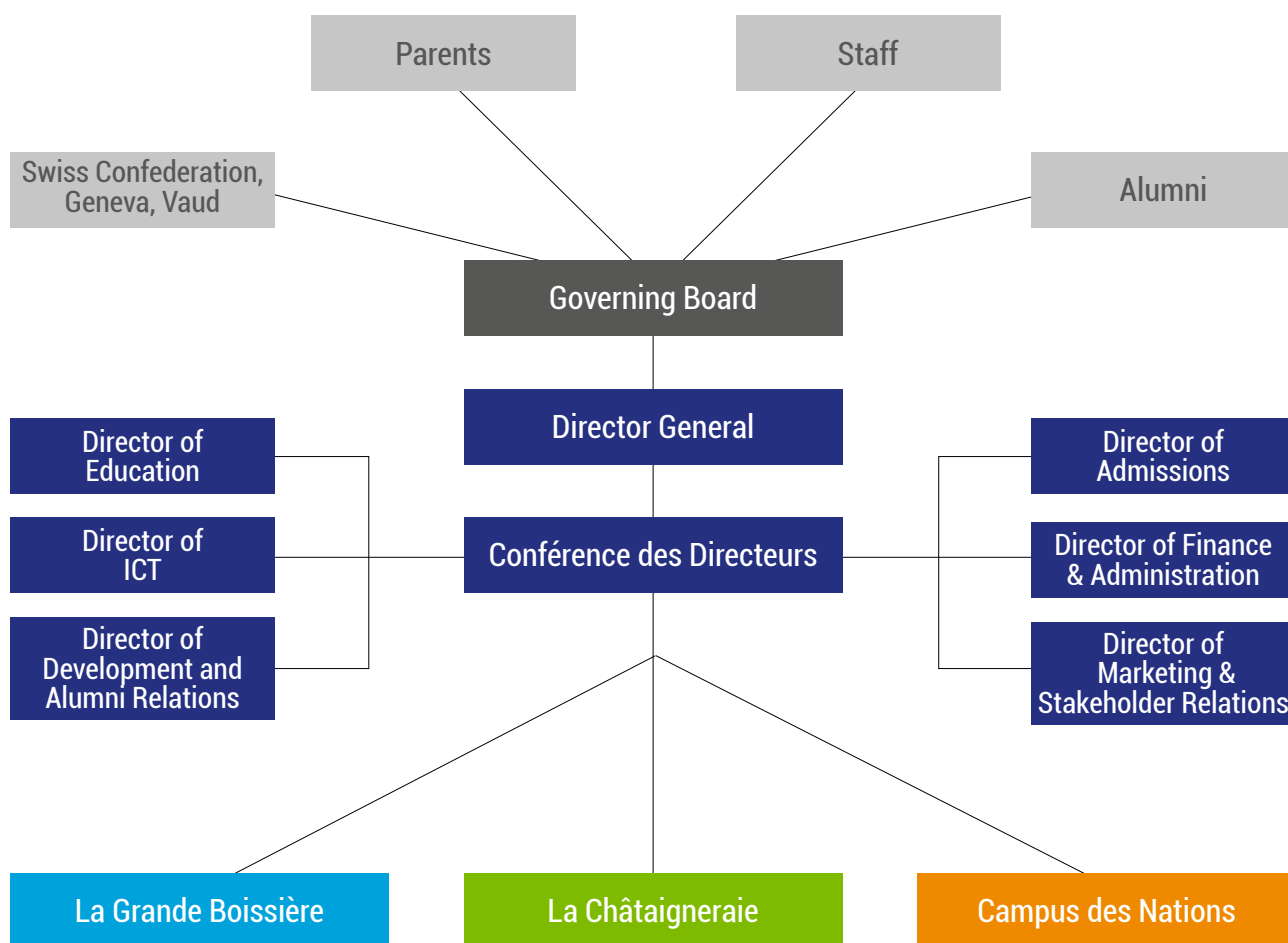 Parents
Staff
Swiss Confederation,
Geneva, Vaud
Alumni
Governing Board
Director General
Director of
Education
Director of
Admissions
Director of
ICT
Conférence des Directeurs
Director of Finance
& Administration
Director of
Development and
Alumni Relations
Director of
Marketing &
Stakeholder Relations
La Grande Boissière
La Châtaigneraie
Campus des Nations